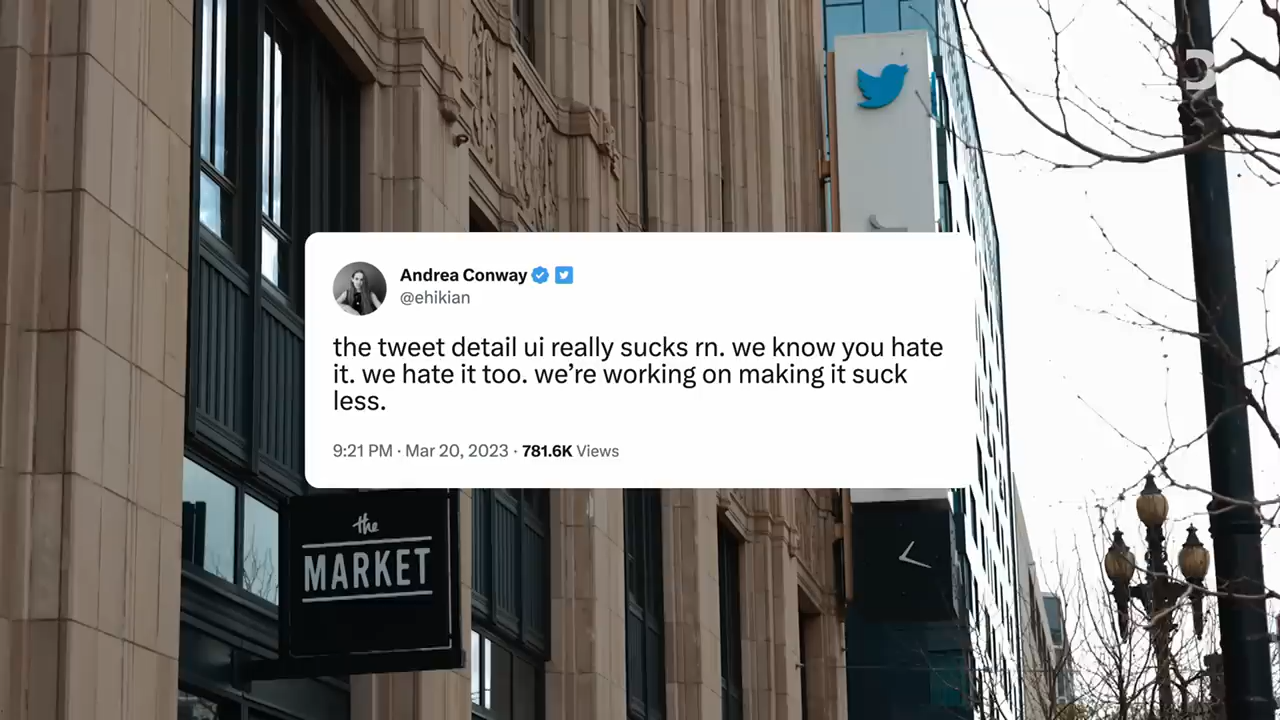 Andrea Conway
@ehikian
the tweet detail ui really sucks rn. we know you hate
it. we hate it too. we’re working on making it suck
less.
9:21 PM · Mar 20, 2023 · 781.6K Views
the
MARKET